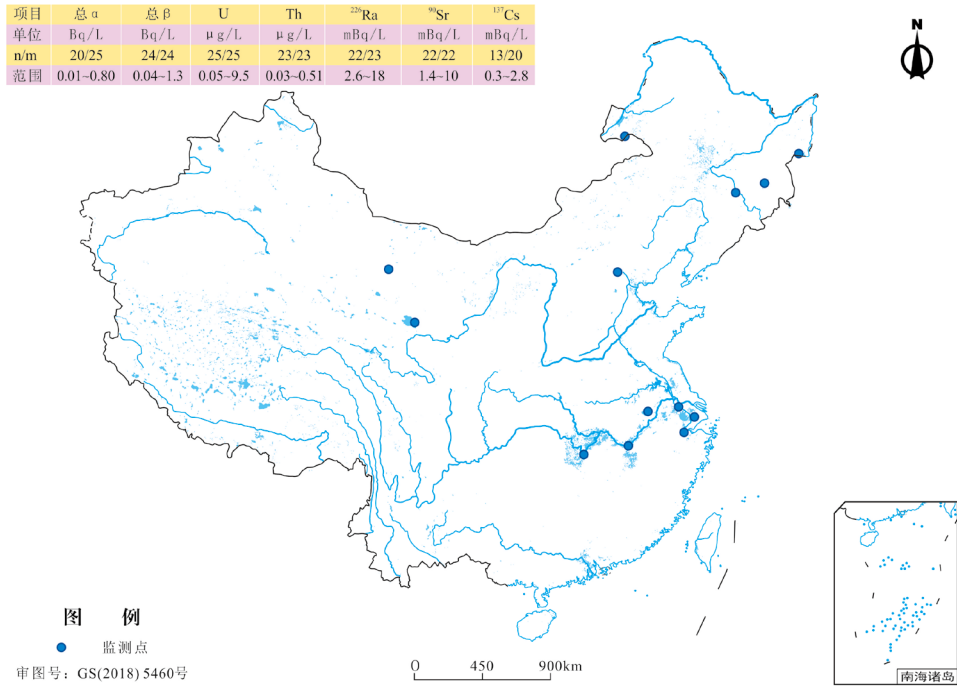 项目 总α 总β U Th ²²⁶Ra ⁹⁰Sr ¹³⁷Cs
单位 Bq/L Bq/L μg/L μg/L mBq/L mBq/L mBq/L
n/m 20/25 24/24 25/25 23/23 22/23 22/22 13/20
范围 0.01~0.80 0.04~1.3 0.05~9.5 0.03~0.51 2.6~18 1.4~10 0.3~2.8
N
图 例
监测点
审图号：GS(2018) 5460号
0 450 900km
南海诸岛